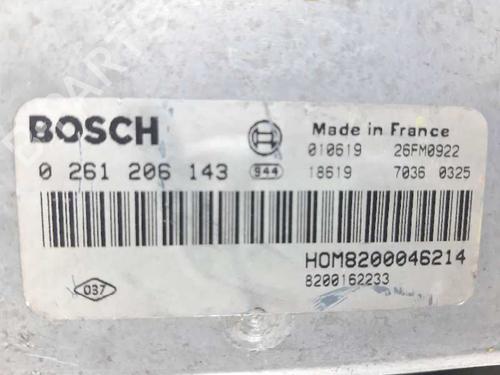 BOSCH
Made in France
010619 26FM0922
0 261 206 143 944 18619 7036 0325
HOM8200046214
8200162233
037